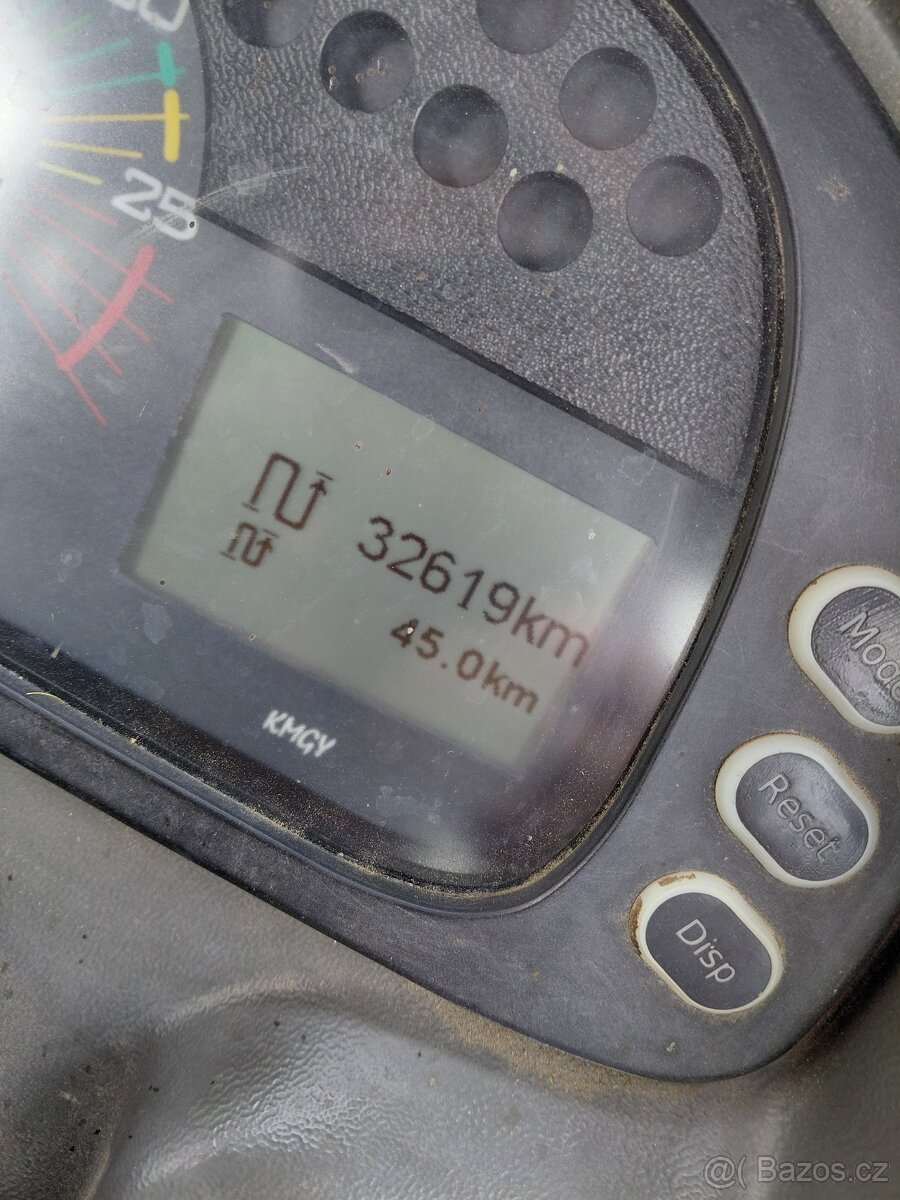 25
32619km
45.0km
KMGY
Mode
Reset
Disp
@( Bazos.cz